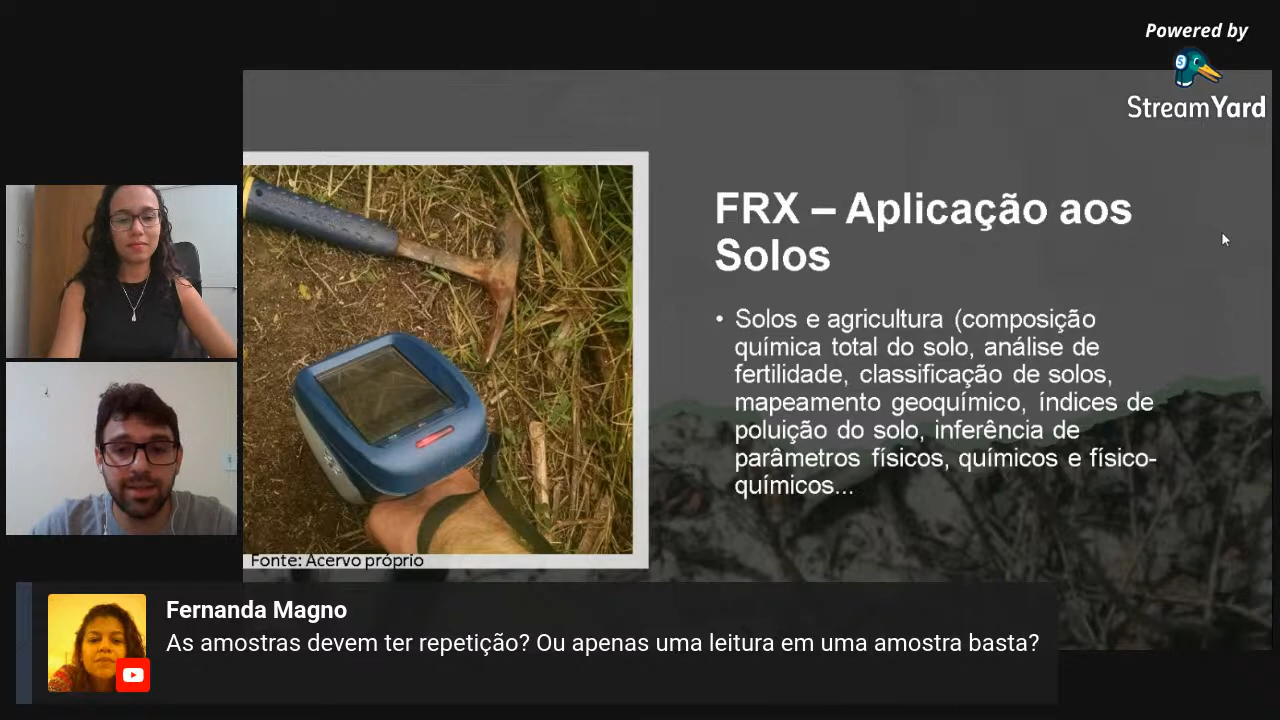 Powered by
StreamYard
FRX – Aplicação aos
Solos
• Solos e agricultura (composição
química total do solo, análise de
fertilidade, classificação de solos,
mapeamento geoquímico, índices de
poluição do solo, inferência de
parâmetros físicos, químicos e físico-
químicos...
Fonte: Acervo próprio
Fernanda Magno
As amostras devem ter repetição? Ou apenas uma leitura em uma amostra basta?